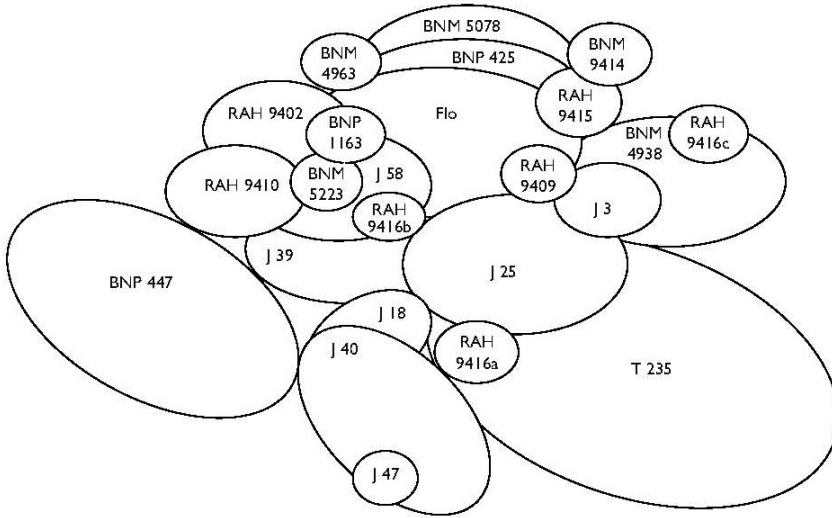 BNM 5078
BNP 425
BNM
4963
BNM
9414
RAH 9402
Flo
RAH
9415
BNP
1163
BNM
4938
RAH
9416c
RAH 9410
BNM
5223
J 58
RAH
9409
RAH
9416b
J 3
J 39
J 25
BNP 447
J 18
J 40
RAH
9416a
T 235
J 47